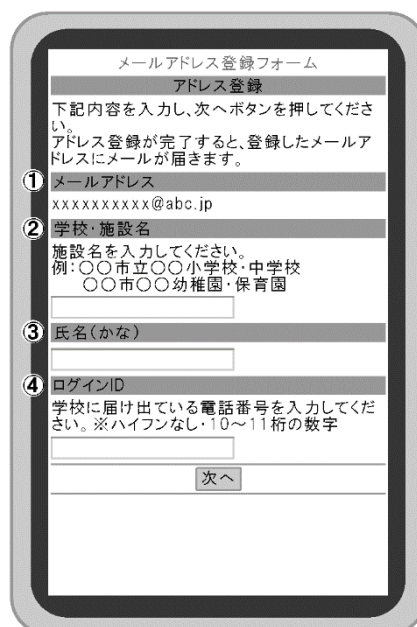 メールアドレス登録フォーム
アドレス登録
下記内容を入力し、次へボタンを押してくださ
い。
アドレス登録が完了すると、登録したメールア
ドレスにメールが届きます。
① メールアドレス
xxxxxxxxxx@abc.jp
② 学校・施設名
施設名を入力してください。
例：〇〇市立〇〇小学校・中学校
〇〇市〇〇幼稚園・保育園
③ 氏名(かな)
④ ログインID
学校に届け出ている電話番号を入力してくだ
さい。※ハイフンなし・10～11桁の数字
次へ